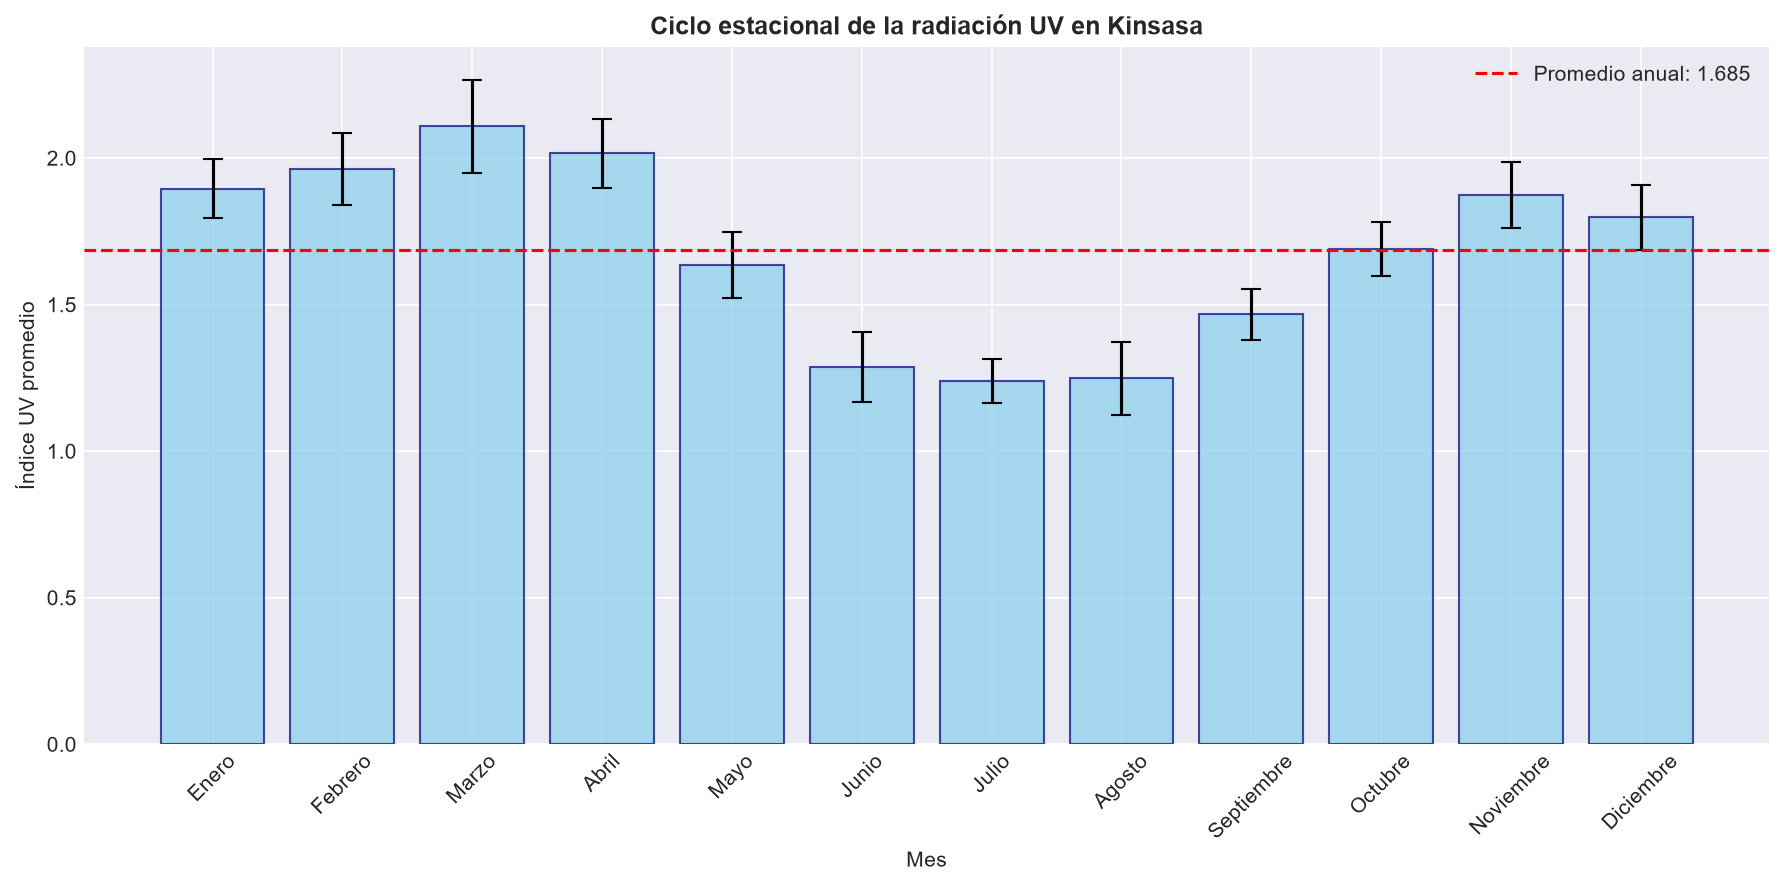 Ciclo estacional de la radiación UV en Kinsasa
Promedio anual: 1.685
Índice UV promedio
2.0
1.5
1.0
0.5
0.0
Enero
Febrero
Marzo
Abril
Mayo
Junio
Julio
Agosto
Septiembre
Octubre
Noviembre
Diciembre
Mes